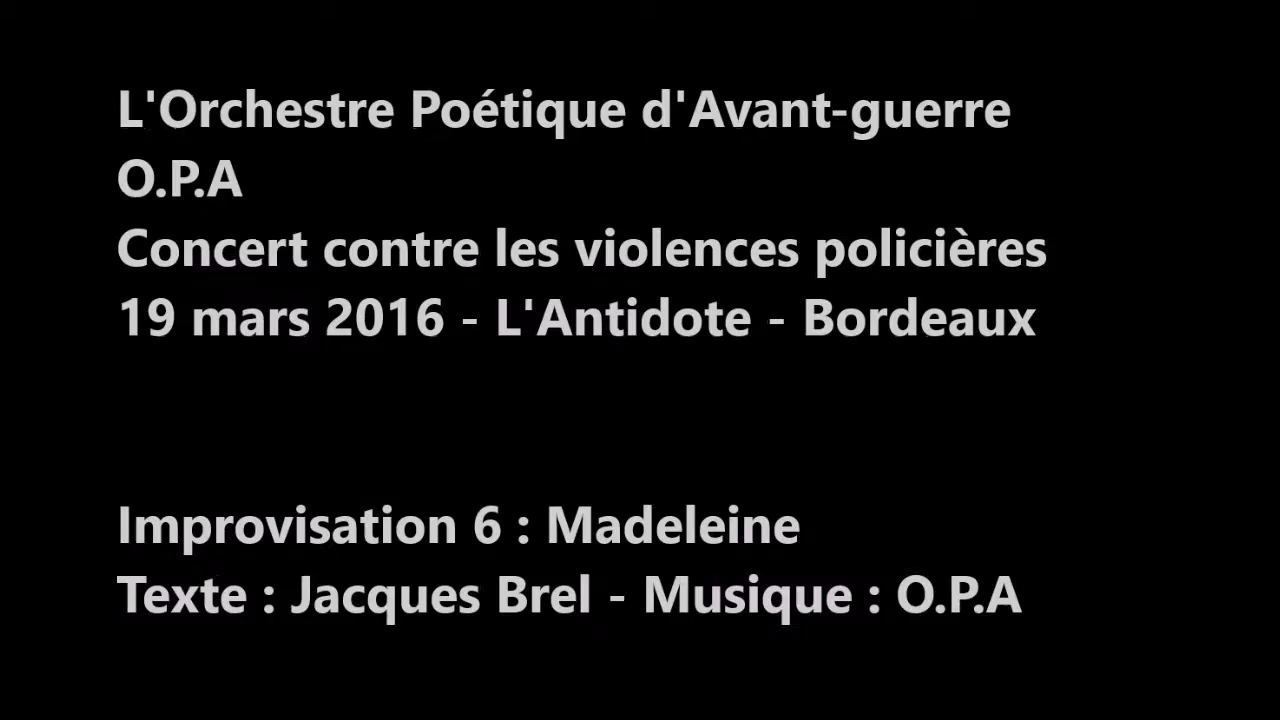 L'Orchestre Poétique d'Avant-guerre
O.P.A
Concert contre les violences policières
19 mars 2016 - L'Antidote - Bordeaux
Improvisation 6 : Madeleine
Texte : Jacques Brel - Musique : O.P.A